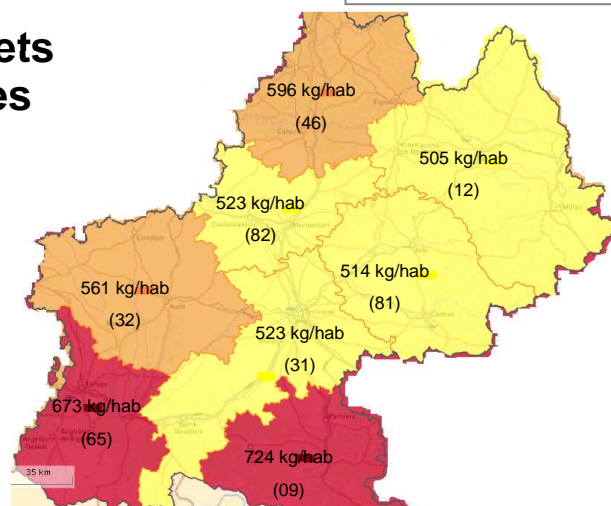 ets
es
596 kg/hab
(46)
505 kg/hab
(12)
523 kg/hab
(82)
514 kg/hab
(81)
561 kg/hab
(32)
523 kg/hab
(31)
673 kg/hab
(65)
724 kg/hab
(09)
35 km